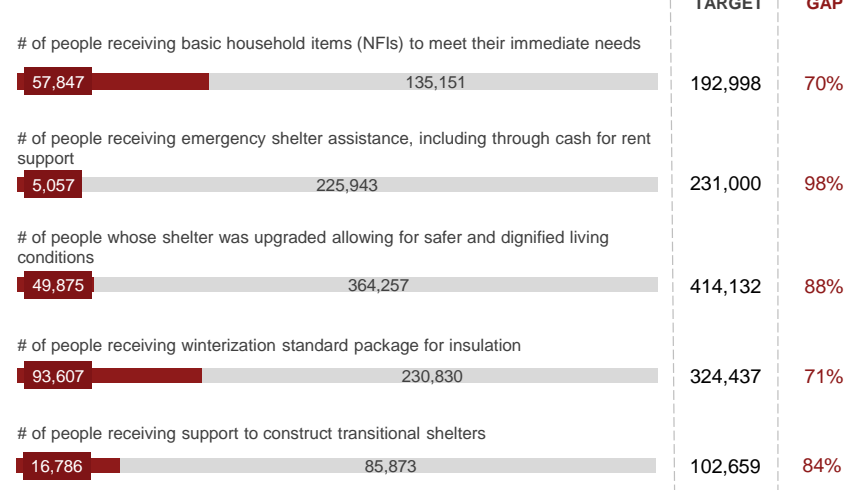 TARGET GAP
# of people receiving basic household items (NFIs) to meet their immediate needs
57,847 135,151 192,998 70%
# of people receiving emergency shelter assistance, including through cash for rent
support
5,057 225,943 231,000 98%
# of people whose shelter was upgraded allowing for safer and dignified living
conditions
49,875 364,257 414,132 88%
# of people receiving winterization standard package for insulation
93,607 230,830 324,437 71%
# of people receiving support to construct transitional shelters
16,786 85,873 102,659 84%